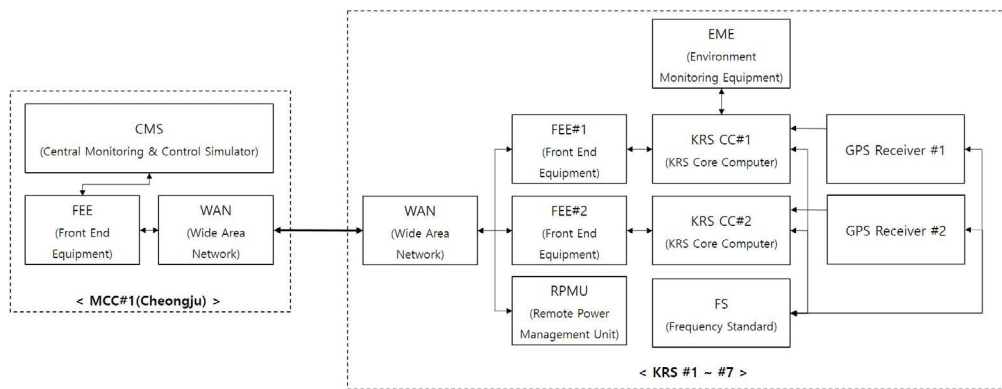 EME
(Environment
Monitoring Equipment)
CMS
(Central Monitoring & Control Simulator)
FEE
(Front End
Equipment)
WAN
(Wide Area
Network)
< MCC#1(Cheongju) >
WAN
(Wide Area
Network)
FEE#1
(Front End
Equipment)
KRS CC#1
(KRS Core Computer)
GPS Receiver #1
FEE#2
(Front End
Equipment)
KRS CC#2
(KRS Core Computer)
GPS Receiver #2
RPMU
(Remote Power
Management Unit)
FS
(Frequency Standard)
< KRS #1 ~ #7 >